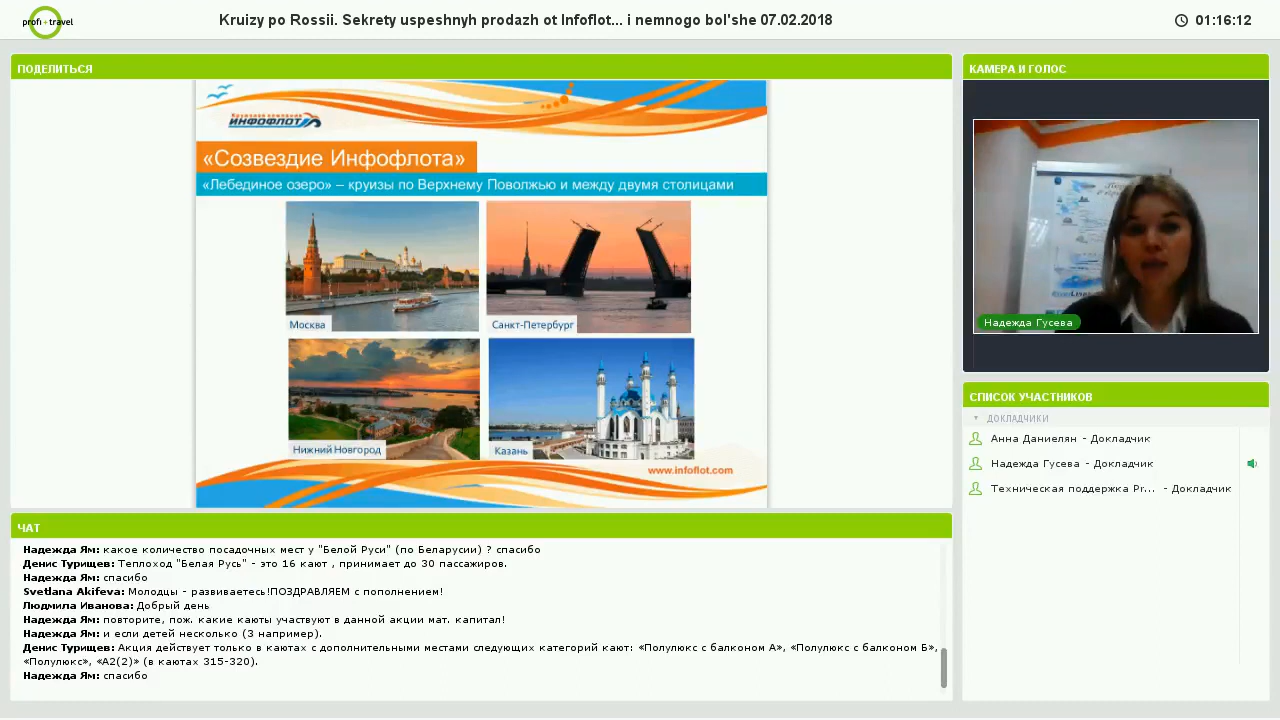 profi travel
Kruizy po Rossii. Sekrety uspeshnyh prodazh ot Infoflot... i nemnogo bol'she 07.02.2018
01:16:12
ПОДЕЛИТЬСЯ
Круизная компания
ИНФОФЛОТ
«Созвездие Инфофлота»
«Лебединое озеро» – круизы по Верхнему Поволжью и между двумя столицами
Москва
Санкт-Петербург
Нижний Новгород
Казань
www.infoflot.com
КАМЕРА И ГОЛОС
Надежда Гусева
СПИСОК УЧАСТНИКОВ
ДОКЛАДЧИКИ
Анна Даниелян - Докладчик
Надежда Гусева - Докладчик
Техническая поддержка Pr... - Докладчик
ЧАТ
Надежда Ям: какое количество посадочных мест у "Белой Руси" (по Беларусии) ? спасибо
Денис Турищев: Теплоход "Белая Русь" - это 16 кают , принимает до 30 пассажиров.
Надежда Ям: спасибо
Svetlana Akifeva: Молодцы - развиваетесь!ПОЗДРАВЛЯЕМ с пополнением!
Людмила Иванова: Добрый день
Надежда Ям: повторите, пож. какие каюты участвуют в данной акции мат. капитал!
Надежда Ям: и если детей несколько (3 например).
Денис Турищев: Акция действует только в каютах с дополнительными местами следующих категорий кают: «Полулюкс с балконом А», «Полулюкс с балконом Б»,
«Полулюкс», «А2(2)» (в каютах 315-320).
Надежда Ям: спасибо